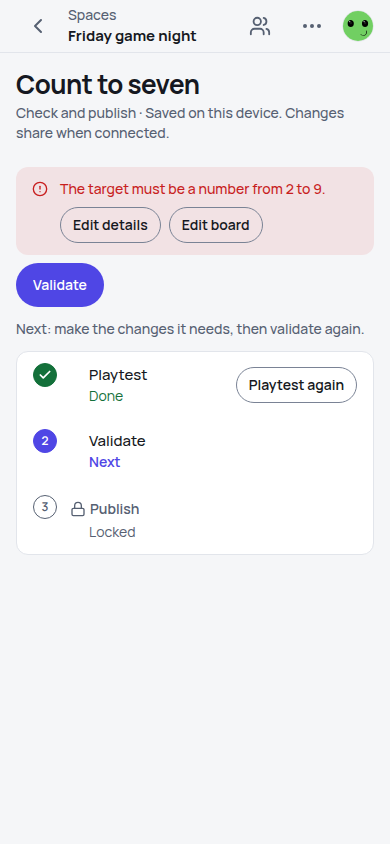 Spaces
Friday game night
Count to seven
Check and publish · Saved on this device. Changes
share when connected.
The target must be a number from 2 to 9.
Edit details
Edit board
Validate
Next: make the changes it needs, then validate again.
Playtest
Done
Playtest again
2
Validate
Next
3
Publish
Locked